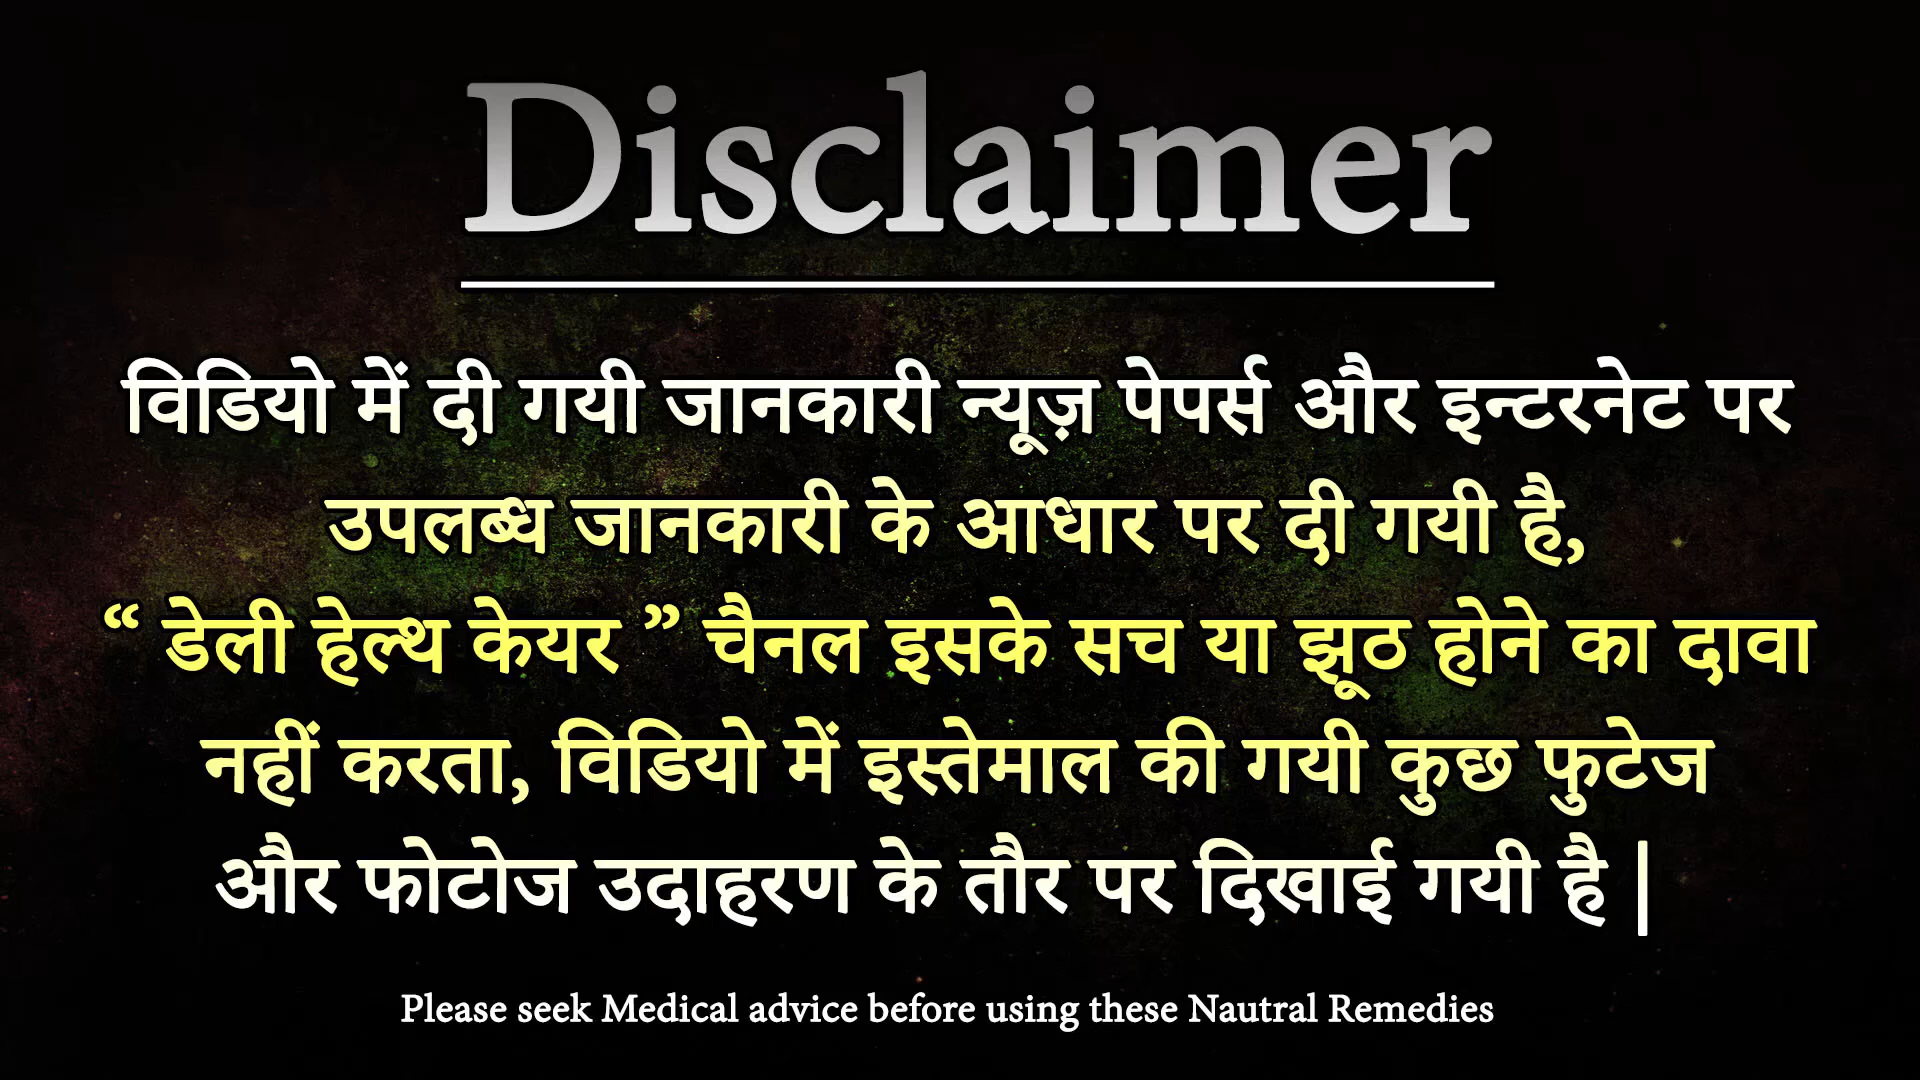 Disclaimer
विडियो में दी गयी जानकारी न्यूज़ पेपर्स और इन्टरनेट पर
उपलब्ध जानकारी के आधार पर दी गयी है,
“ डेली हेल्थ केयर ” चैनल इसके सच या झूठ होने का दावा
नहीं करता, विडियो में इस्तेमाल की गयी कुछ फुटेज
और फोटोज उदाहरण के तौर पर दिखाई गयी है |
Please seek Medical advice before using these Nautral Remedies